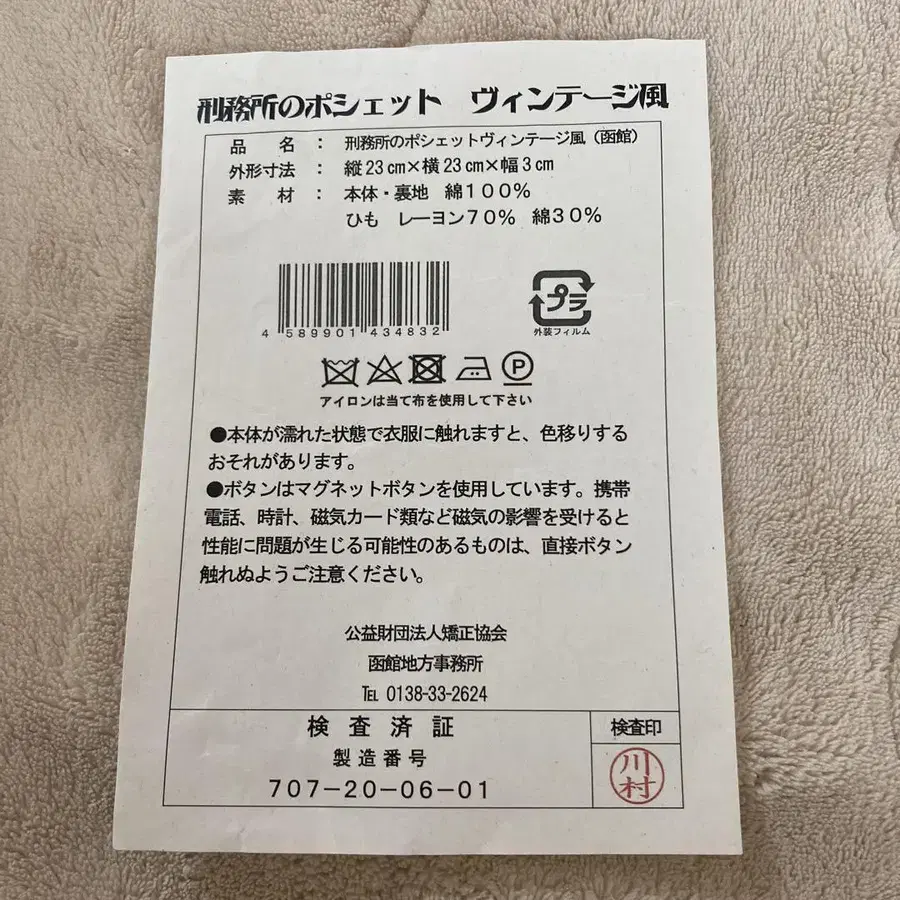 刑務所のポシェット　ヴィンテージ風
品名：刑務所のポシェットヴィンテージ風（函館）
外形寸法：縦23cm×横23cm×幅3cm
素材：本体・裏地　綿１００％
ひも　レーヨン７０％　綿３０％
4 589901 434832
プラ
外装フィルム
P
アイロンは当て布を使用して下さい
●本体が濡れた状態で衣服に触れますと、色移りする
おそれがあります。
●ボタンはマグネットボタンを使用しています。携帯
電話、時計、磁気カード類など磁気の影響を受けると
性能に問題が生じる可能性のあるものは、直接ボタン
触れぬようご注意ください。
公益財団法人矯正協会
函館地方事務所
℡ 0138-33-2624
検査済証
検査印
製造番号
707−20−06−01
川村